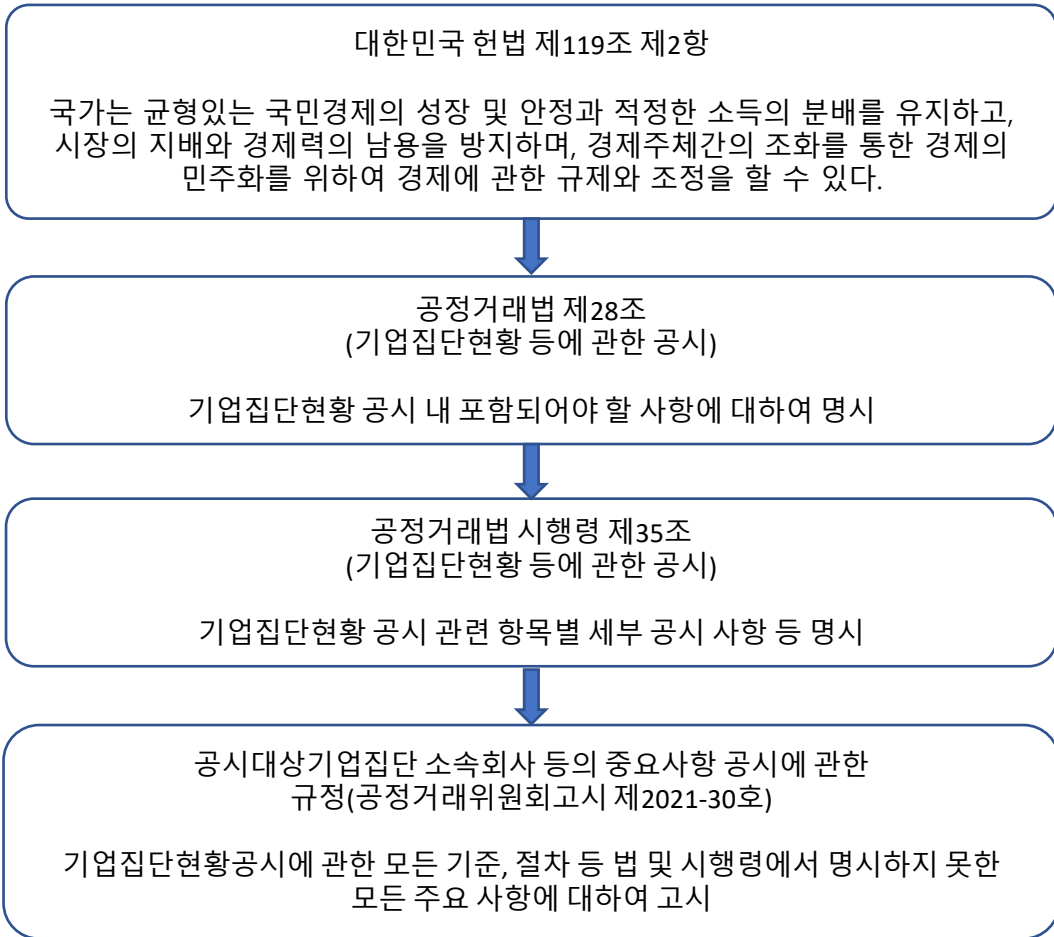 대한민국 헌법 제119조 제2항
국가는 균형있는 국민경제의 성장 및 안정과 적정한 소득의 분배를 유지하고,
시장의 지배와 경제력의 남용을 방지하며, 경제주체간의 조화를 통한 경제의
민주화를 위하여 경제에 관한 규제와 조정을 할 수 있다.
공정거래법 제28조
(기업집단현황 등에 관한 공시)
기업집단현황 공시 내 포함되어야 할 사항에 대하여 명시
공정거래법 시행령 제35조
(기업집단현황 등에 관한 공시)
기업집단현황 공시 관련 항목별 세부 공시 사항 등 명시
공시대상기업집단 소속회사 등의 중요사항 공시에 관한
규정(공정거래위원회고시 제2021-30호)
기업집단현황공시에 관한 모든 기준, 절차 등 법 및 시행령에서 명시하지 못한
모든 주요 사항에 대하여 고시